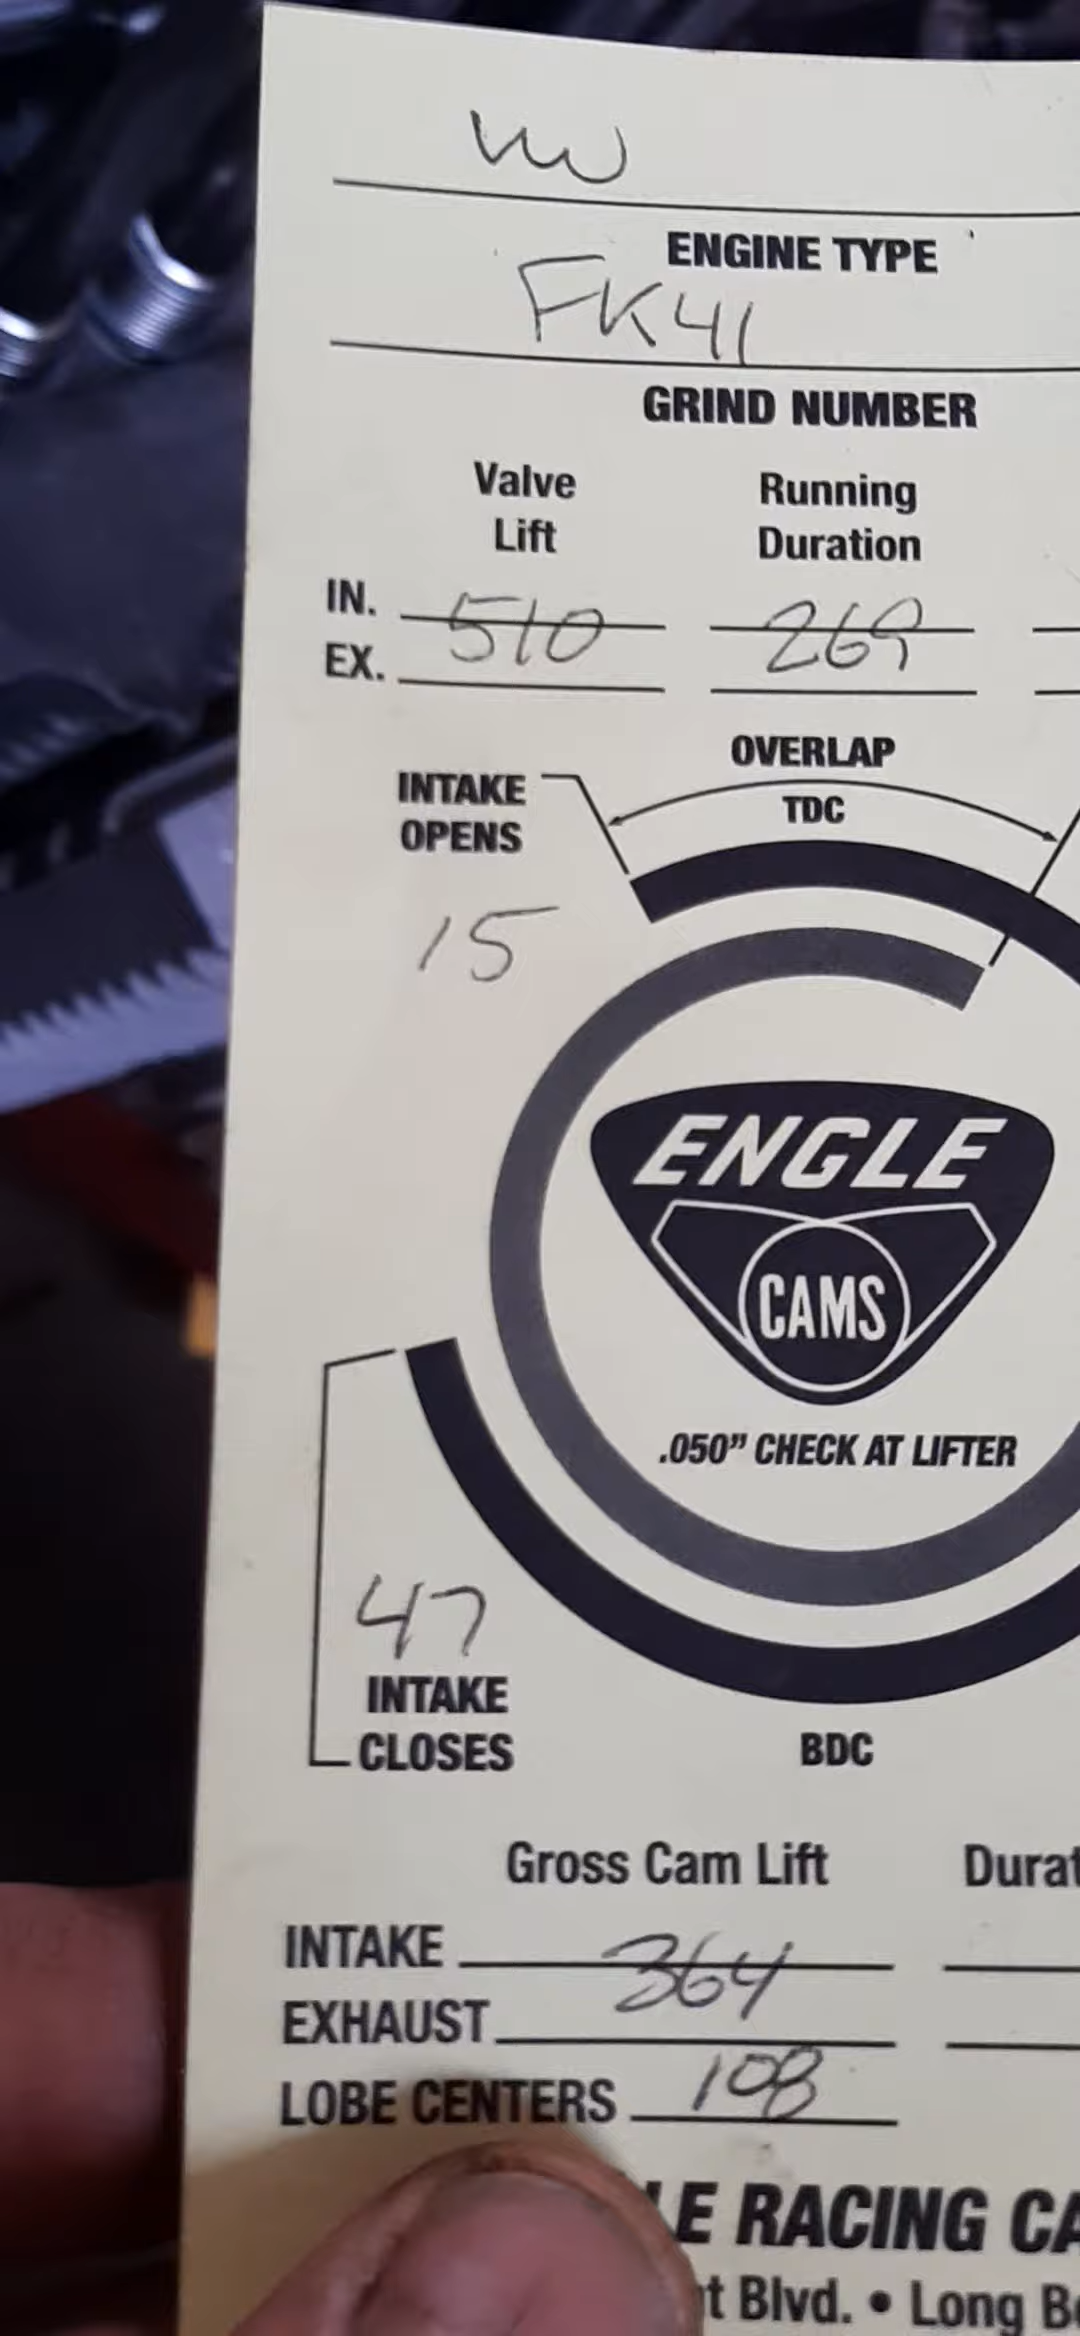 VW
ENGINE TYPE
FK41
GRIND NUMBER
Valve Lift
Running Duration
IN.
EX.
510
269
OVERLAP
INTAKE OPENS
TDC
15
ENGLE
CAMS
.050” CHECK AT LIFTER
47
INTAKE CLOSES
BDC
Gross Cam Lift
INTAKE
364
EXHAUST
LOBE CENTERS 108
RACING
Blvd. • Long